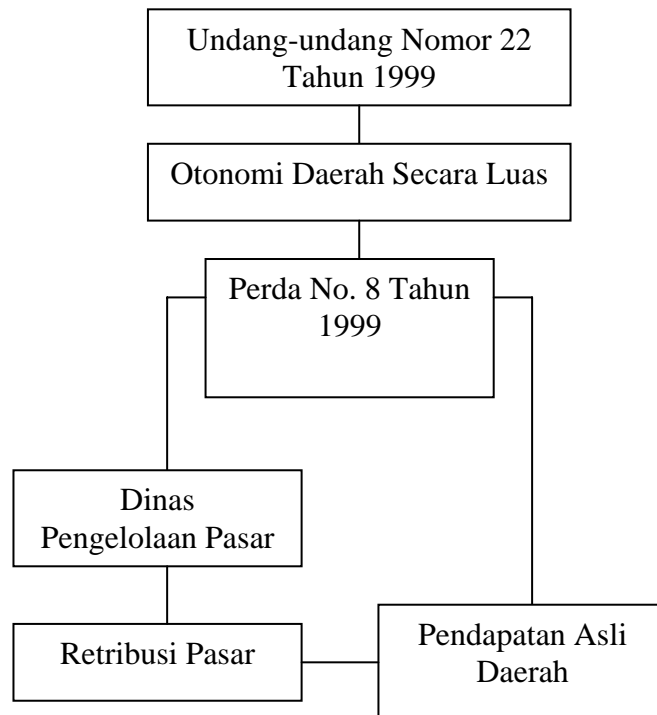 Undang-undang Nomor 22
Tahun 1999
Otonomi Daerah Secara Luas
Perda No. 8 Tahun
1999
Dinas
Pengelolaan Pasar
Retribusi Pasar
Pendapatan Asli
Daerah